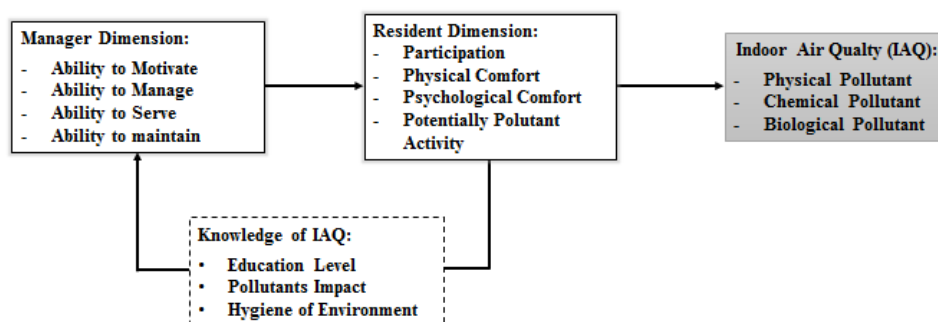 Manager Dimension:
- Ability to Motivate
- Ability to Manage
- Ability to Serve
- Ability to maintain
Resident Dimension:
- Participation
- Physical Comfort
- Psychological Comfort
- Potentially Polutant
Activity
Indoor Air Qualty (IAQ):
- Physical Pollutant
- Chemical Pollutant
- Biological Pollutant
Knowledge of IAQ:
• Education Level
• Pollutants Impact
• Hygiene of Environment